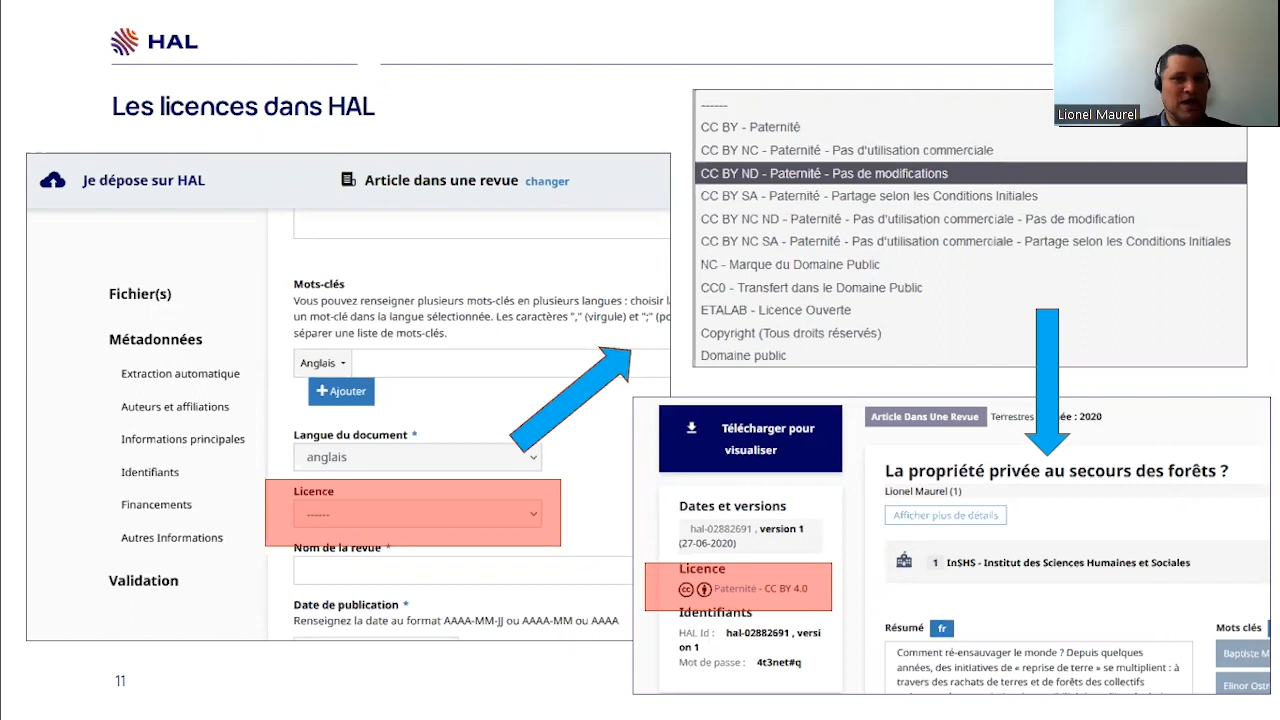 HAL
Les licences dans HAL
Lionel Maurel
Je dépose sur HAL
Article dans une revue changer
Fichier(s)
Métadonnées
Extraction automatique
Auteurs et affiliations
Informations principales
Identifiants
Financements
Autres Informations
Validation
Mots-clés
Vous pouvez renseigner plusieurs mots-clés en plusieurs langues : choisir
un mot-clé dans la langue sélectionnée. Les caractères "," (virgule) et ";"
séparer une liste de mots-clés.
Anglais
Ajouter
Langue du document *
anglais
Licence
------
Nom de la revue *
Date de publication *
Renseignez la date au format AAAA-MM-JJ ou AAAA-MM ou AAAA
------
CC BY - Paternité
CC BY NC - Paternité - Pas d'utilisation commerciale
CC BY ND - Paternité - Pas de modifications
CC BY SA - Paternité - Partage selon les Conditions Initiales
CC BY NC ND - Paternité - Pas d'utilisation commerciale - Pas de modification
CC BY NC SA - Paternité - Pas d'utilisation commerciale - Partage selon les Conditions Initiales
NC - Marque du Domaine Public
CC0 - Transfert dans le Domaine Public
ETALAB - Licence Ouverte
Copyright (Tous droits réservés)
Domaine public
Télécharger pour
visualiser
Dates et versions
hal-02882691 , version 1
(27-06-2020)
Licence
Paternité - CC BY 4.0
Identifiants
HAL Id : hal-02882691 , versi
on 1
Mot de passe : 4t3net#q
Article Dans Une Revue Terrestres : 2020
La propriété privée au secours des forêts ?
Lionel Maurel (1)
Afficher plus de détails
1 InSHS - Institut des Sciences Humaines et Sociales
Résumé fr
Comment ré-ensauvager le monde ? Depuis quelques
années, des initiatives de « reprise de terre » se multiplient : à
travers des rachats de terres et de forêts des collectifs
Mots clés
Baptiste M
Elinor Ostr
11